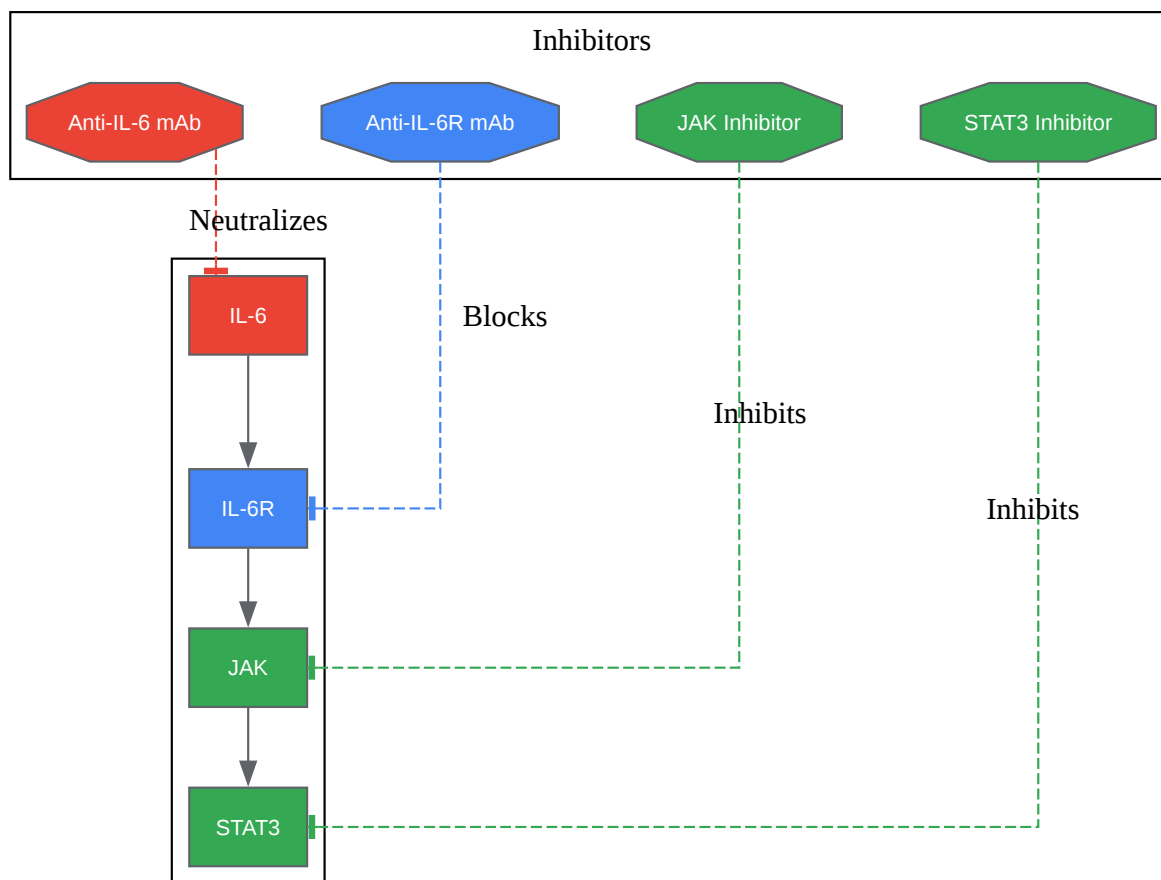 Inhibitors
Anti-IL-6 mAb
Anti-IL-6R mAb
JAK Inhibitor
STAT3 Inhibitor
Neutralizes
IL-6
Blocks
Inhibits
IL-6R
Inhibits
JAK
STAT3